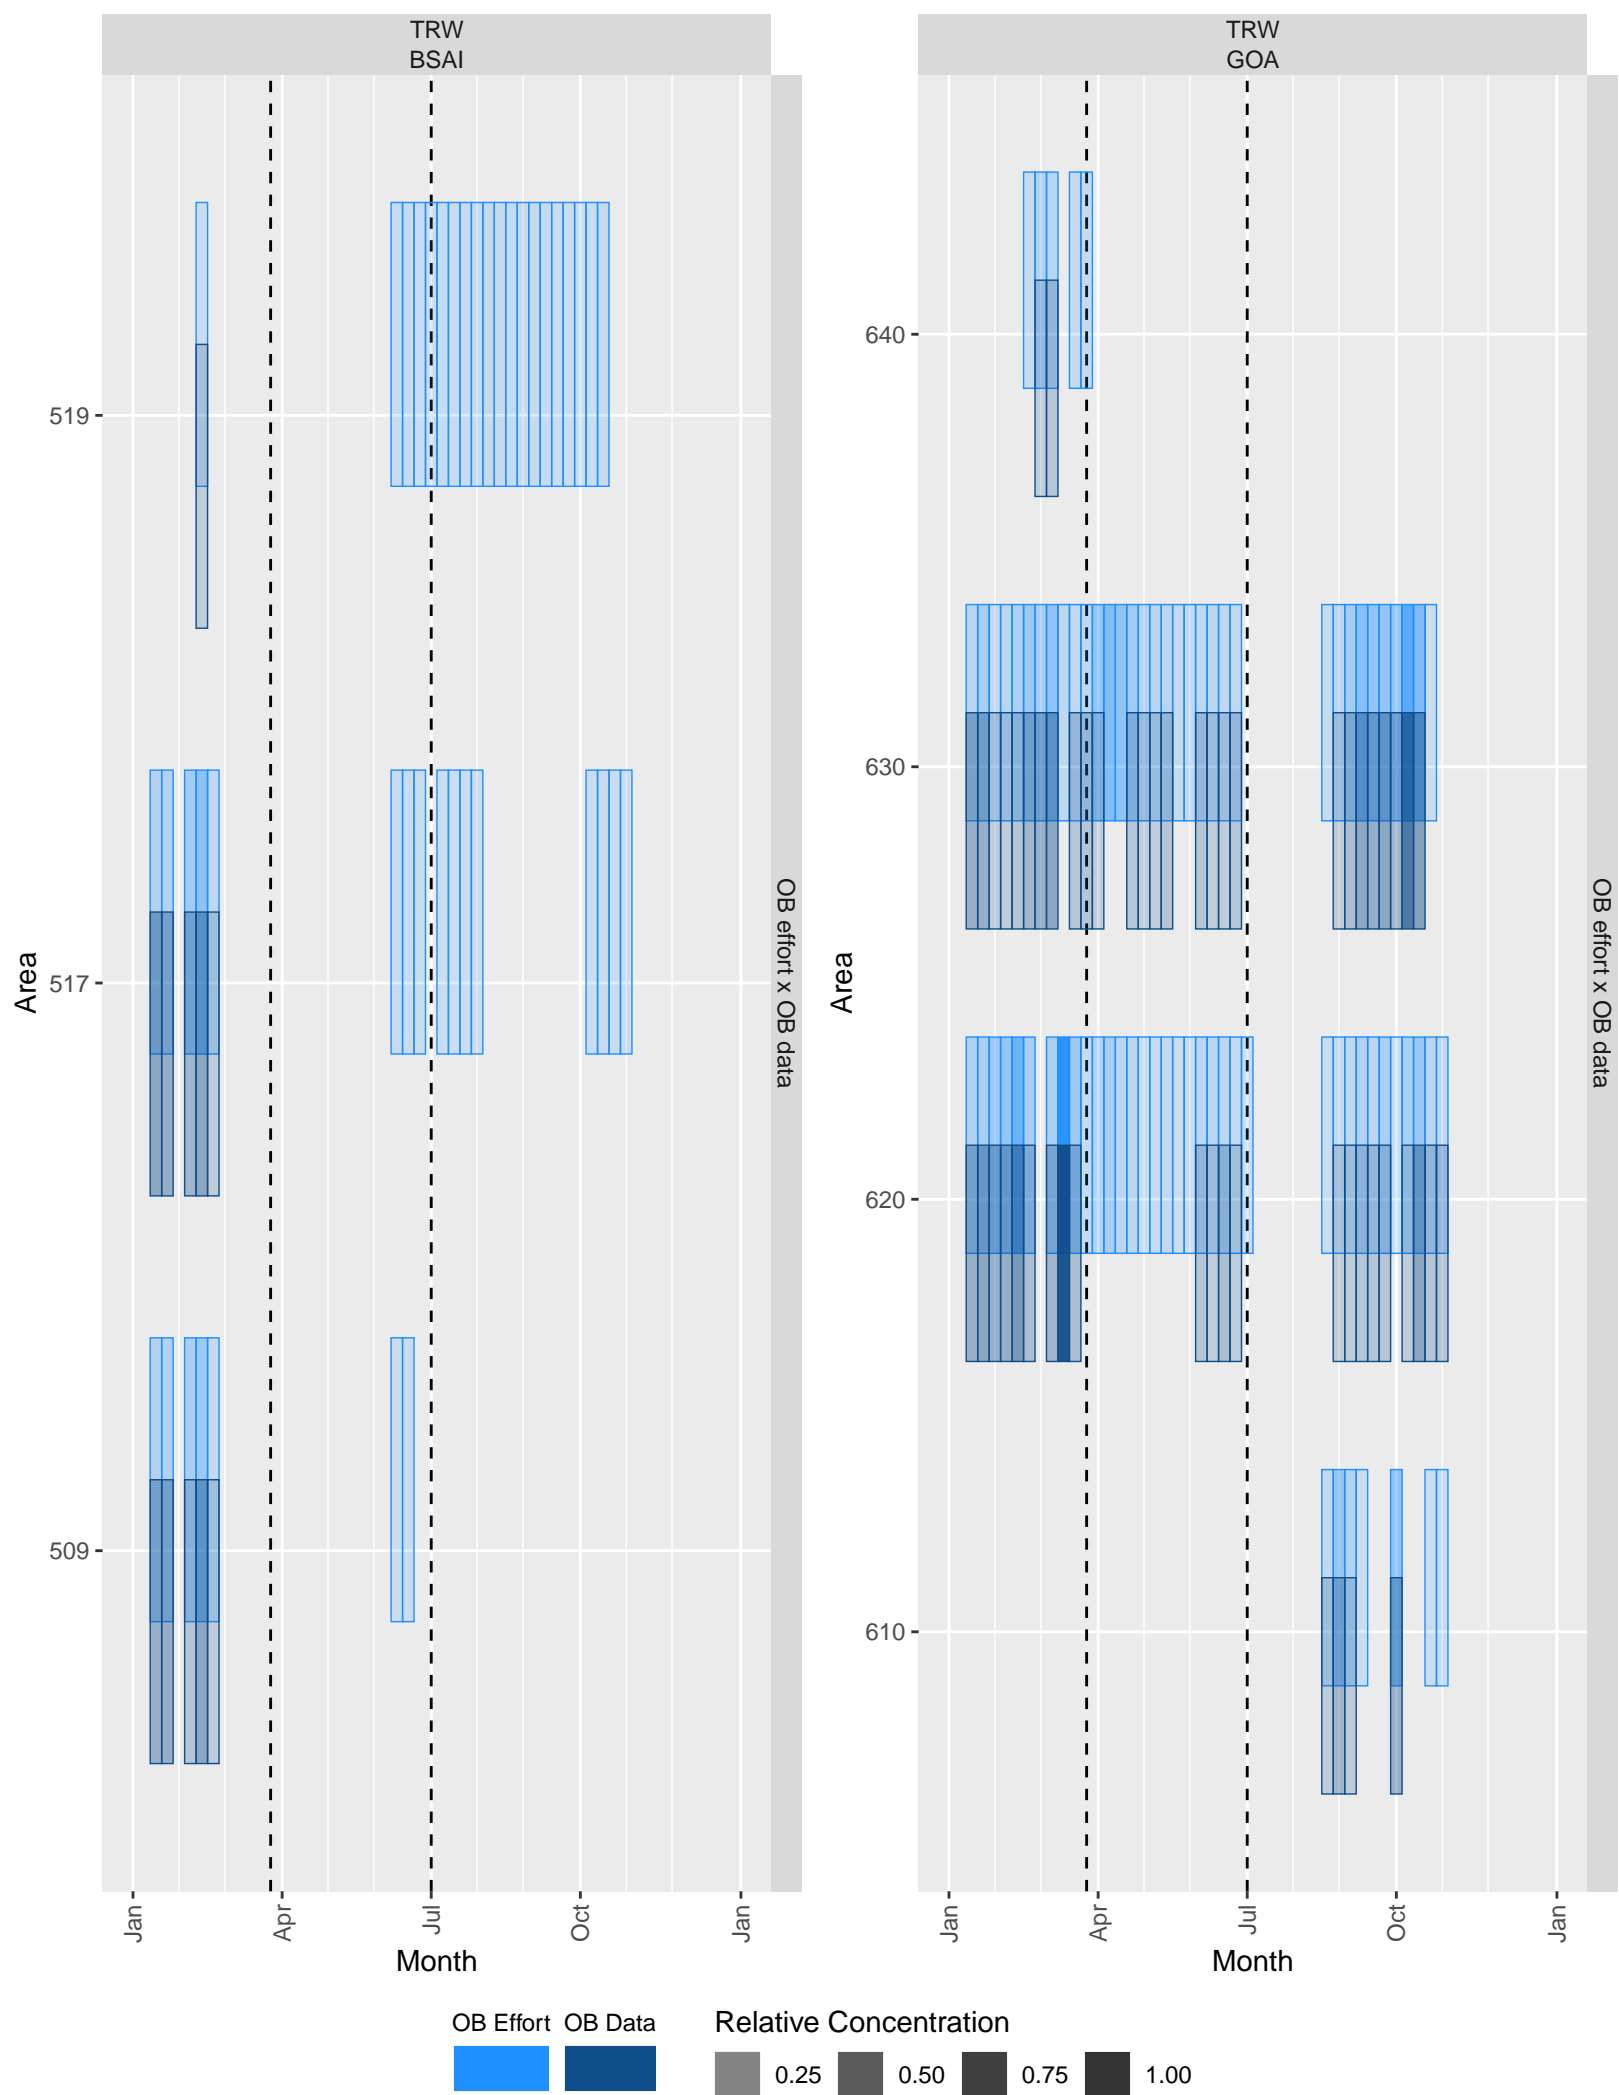 TRW
BSAI
TRW
GOA
Area
519
517
509
OB effort x OB data
Area
640
630
620
610
OB effort x OB data
Jan
Apr
Jul
Oct
Jan
Month
Jan
Apr
Jul
Oct
Jan
Month
OB Effort OB Data
Relative Concentration
0.25 0.50 0.75 1.00